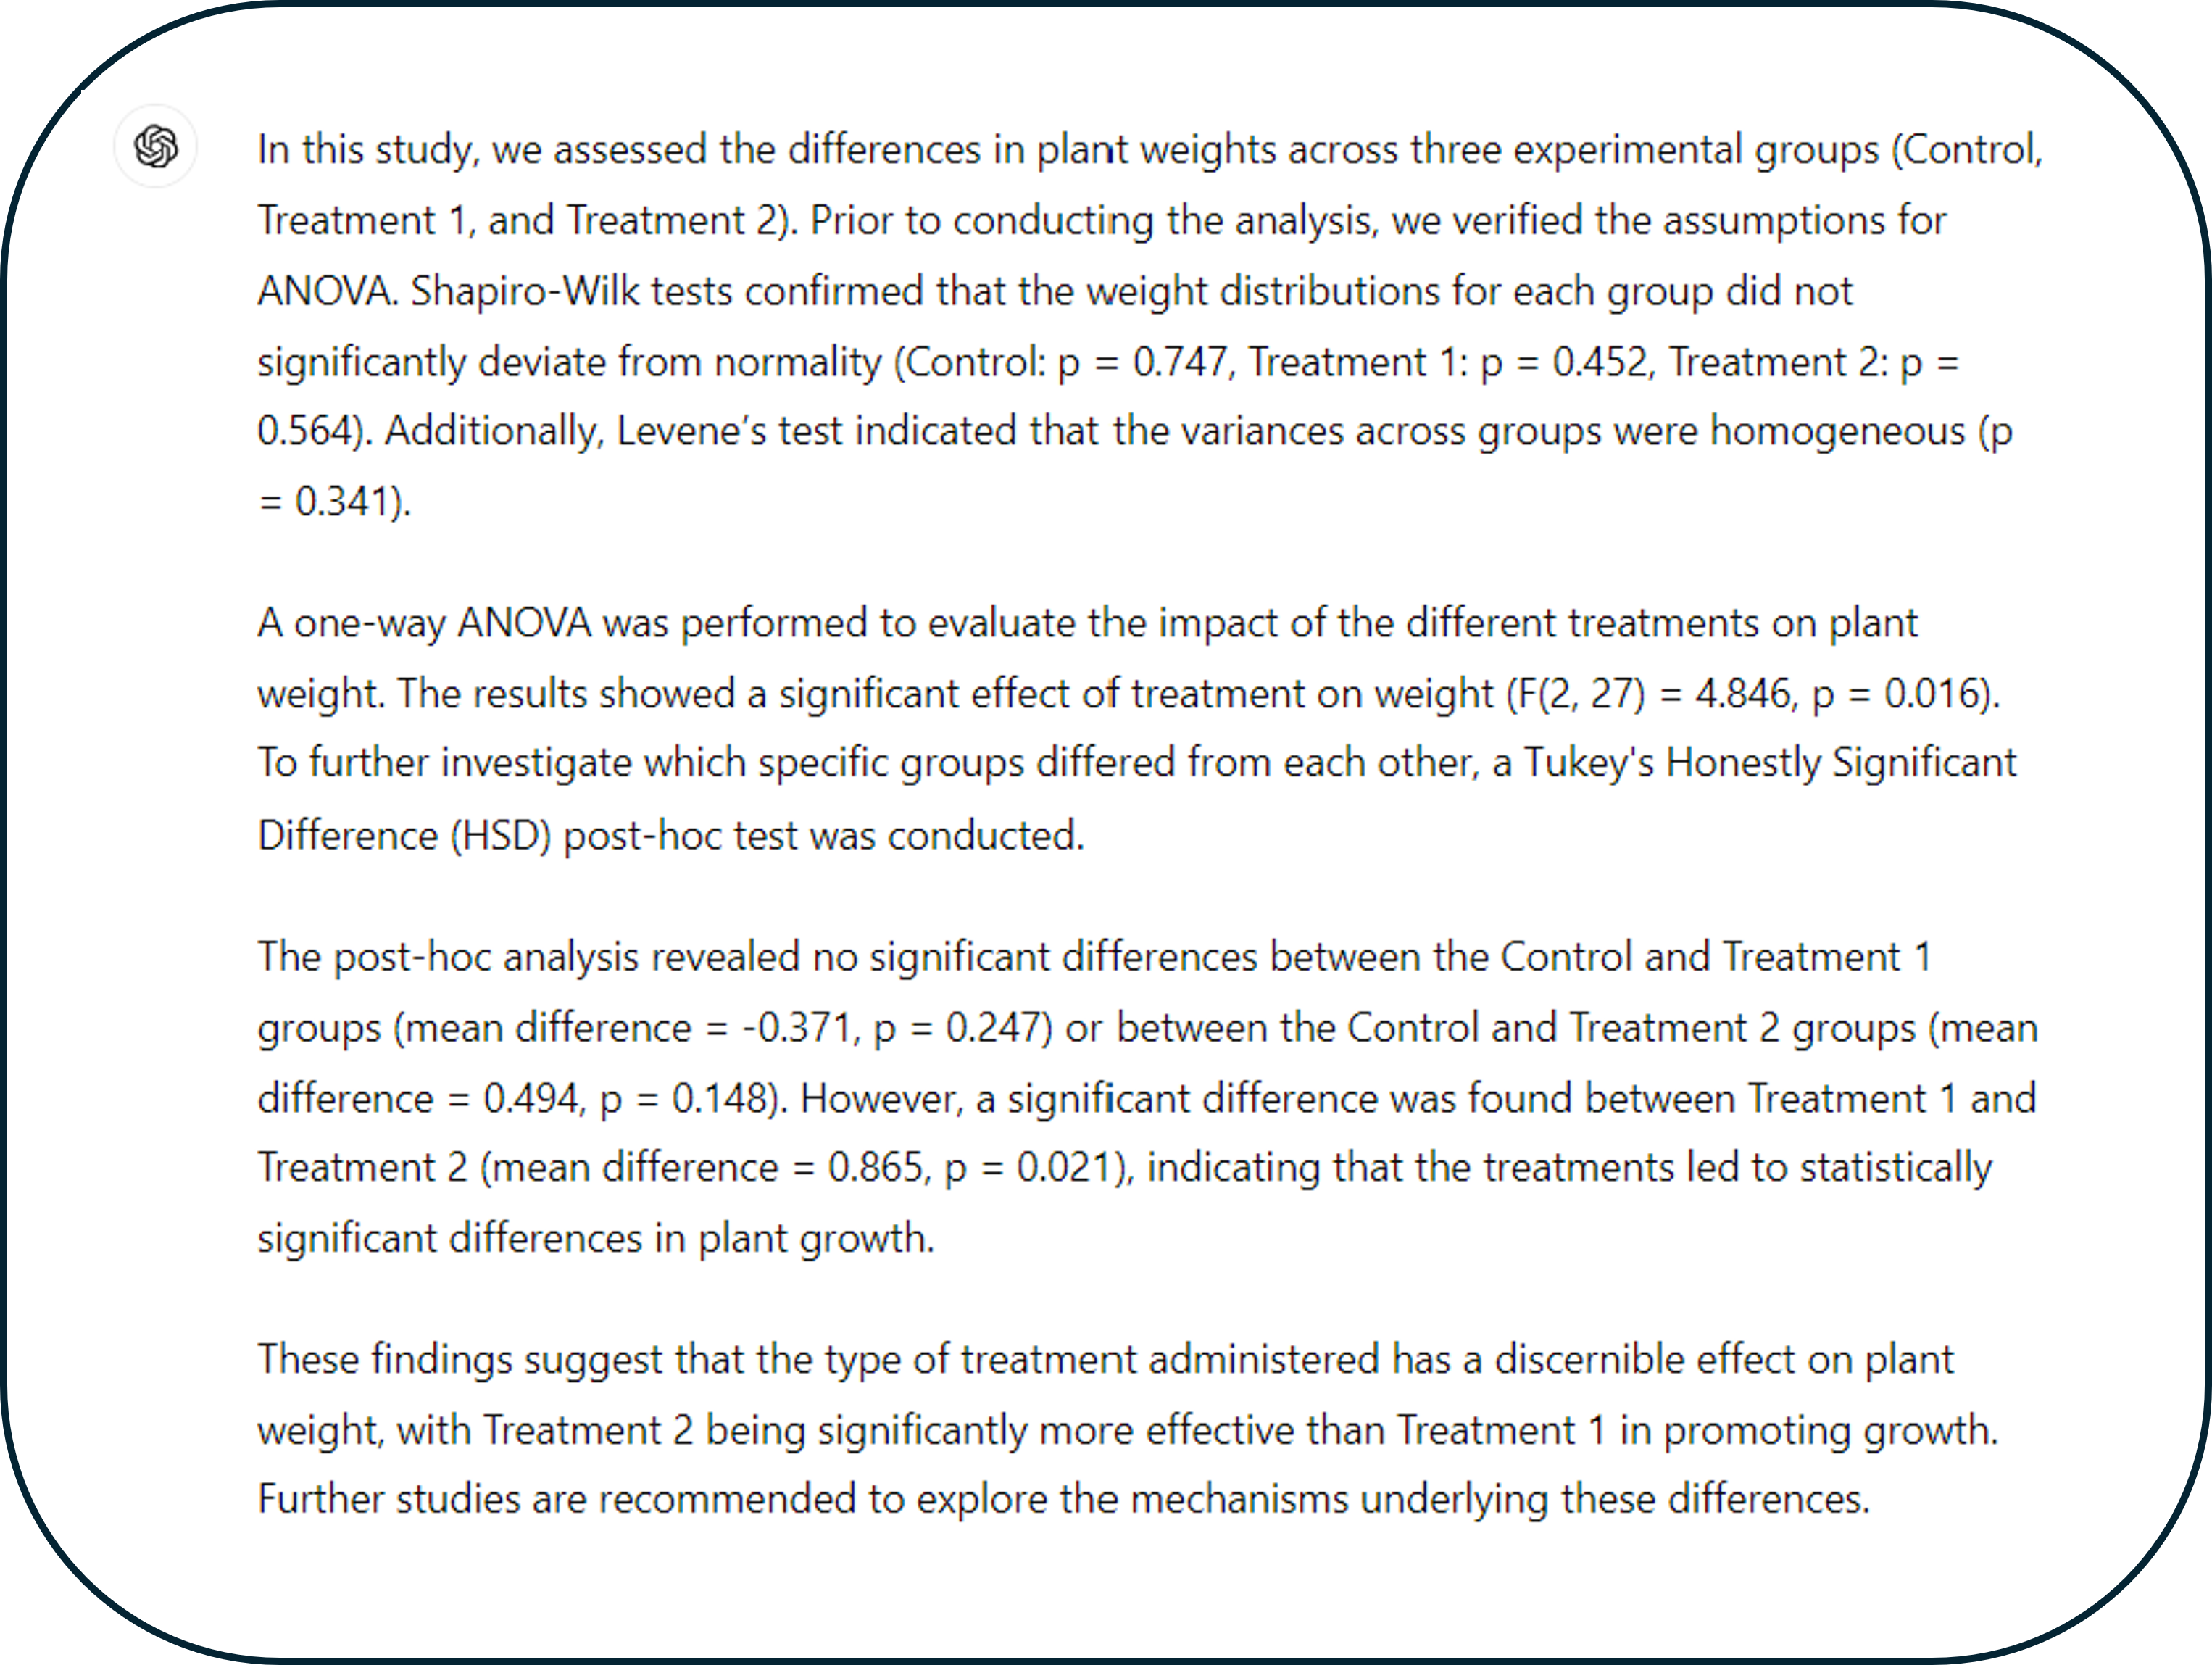 In this study, we assessed the differences in plant weights across three experimental groups (Control,
Treatment 1, and Treatment 2). Prior to conducting the analysis, we verified the assumptions for
ANOVA. Shapiro-Wilk tests confirmed that the weight distributions for each group did not
significantly deviate from normality (Control: p = 0.747, Treatment 1: p = 0.452, Treatment 2: p =
0.564). Additionally, Levene’s test indicated that the variances across groups were homogeneous (p
= 0.341).
A one-way ANOVA was performed to evaluate the impact of the different treatments on plant
weight. The results showed a significant effect of treatment on weight (F(2, 27) = 4.846, p = 0.016).
To further investigate which specific groups differed from each other, a Tukey's Honestly Significant
Difference (HSD) post-hoc test was conducted.
The post-hoc analysis revealed no significant differences between the Control and Treatment 1
groups (mean difference = -0.371, p = 0.247) or between the Control and Treatment 2 groups (mean
difference = 0.494, p = 0.148). However, a significant difference was found between Treatment 1 and
Treatment 2 (mean difference = 0.865, p = 0.021), indicating that the treatments led to statistically
significant differences in plant growth.
These findings suggest that the type of treatment administered has a discernible effect on plant
weight, with Treatment 2 being significantly more effective than Treatment 1 in promoting growth.
Further studies are recommended to explore the mechanisms underlying these differences.